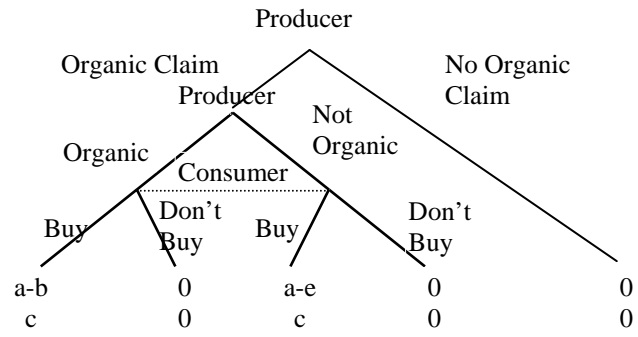 Producer
Organic Claim
No Organic
Claim
Producer
Not
Organic
Organic
Consumer
Buy
Don't
Buy
Buy
Don't
Buy
a-b 0 a-e 0 0
c 0 c 0 0